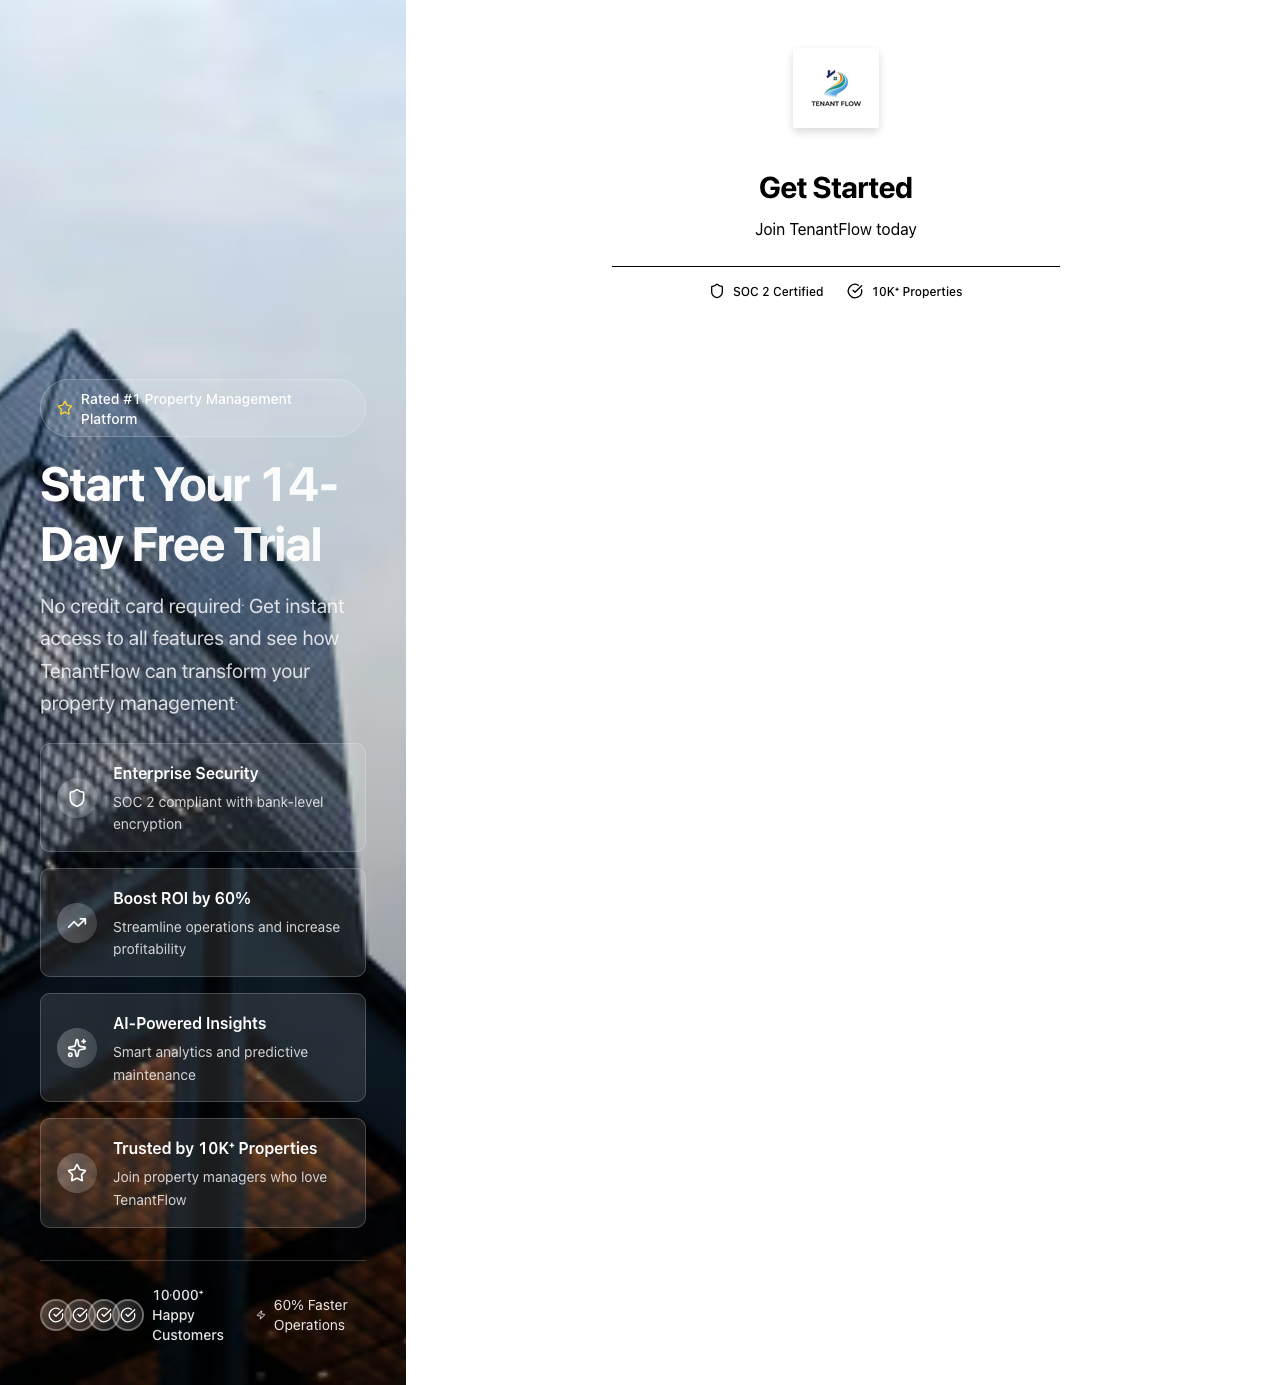 Rated #1 Property Management
Platform
Start Your 14-
Day Free Trial
No credit card required. Get instant
access to all features and see how
TenantFlow can transform your
property management.
Enterprise Security
SOC 2 compliant with bank-level
encryption
Boost ROI by 60%
Streamline operations and increase
profitability
AI-Powered Insights
Smart analytics and predictive
maintenance
Trusted by 10K+ Properties
Join property managers who love
TenantFlow
10,000+
Happy
Customers
60% Faster
Operations
TENANT FLOW
Get Started
Join TenantFlow today
SOC 2 Certified
10K+ Properties